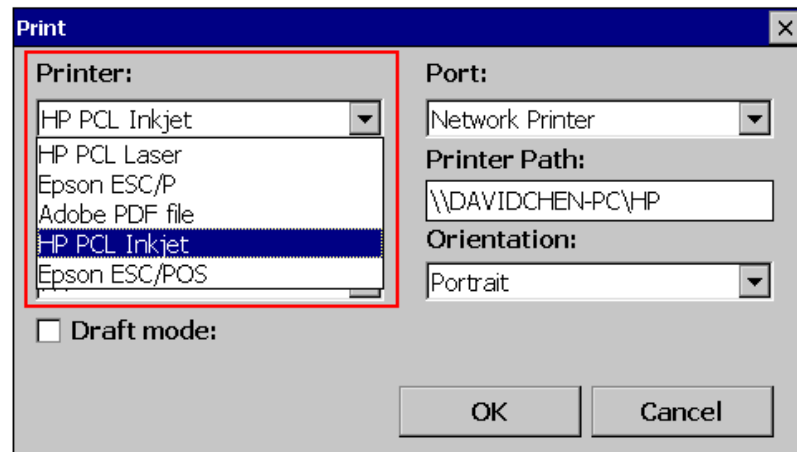 Print
Printer:
HP PCL Inkjet
HP PCL Laser
Epson ESC/P
Adobe PDF file
HP PCL Inkjet
Epson ESC/POS
Draft mode:
Port:
Network Printer
Printer Path:
\\DAVIDCHEN-PC\HP
Orientation:
Portrait
OK
Cancel